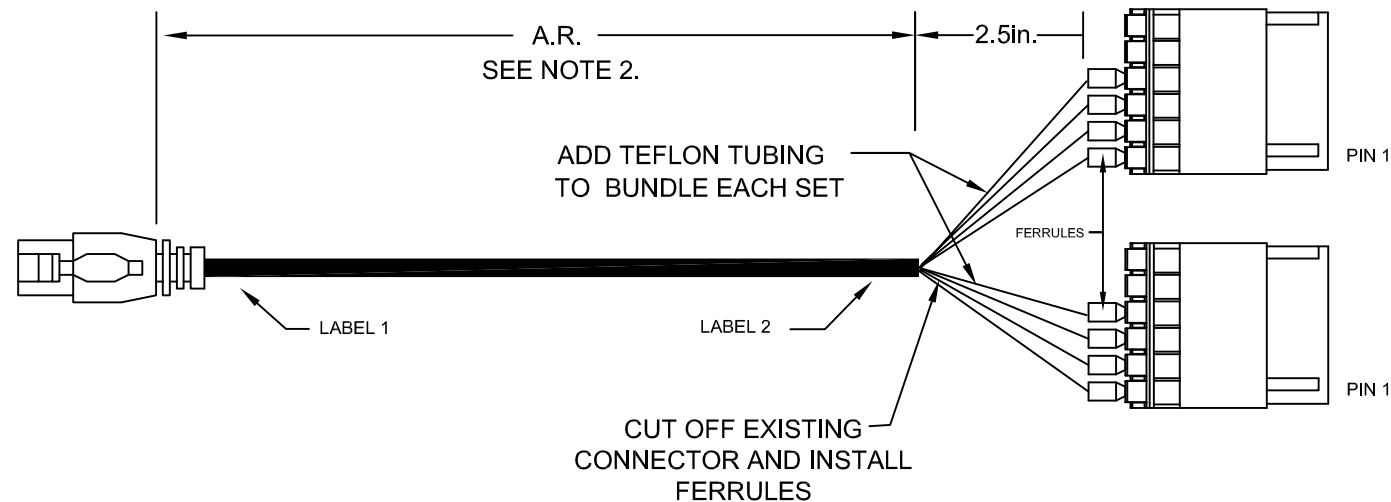 A.R.
SEE NOTE 2.
2.5in.
ADD TEFLON TUBING
TO BUNDLE EACH SET
PIN 1
FERRULES
LABEL 1
LABEL 2
PIN 1
CUT OFF EXISTING
CONNECTOR AND INSTALL
FERRULES